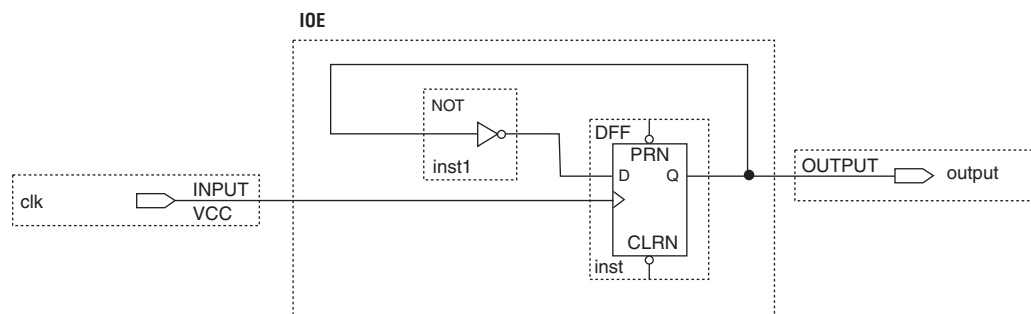 IOE
NOT
inst1
DFF
PRN
D Q
CLRN
inst
clk
INPUT
VCC
OUTPUT
output